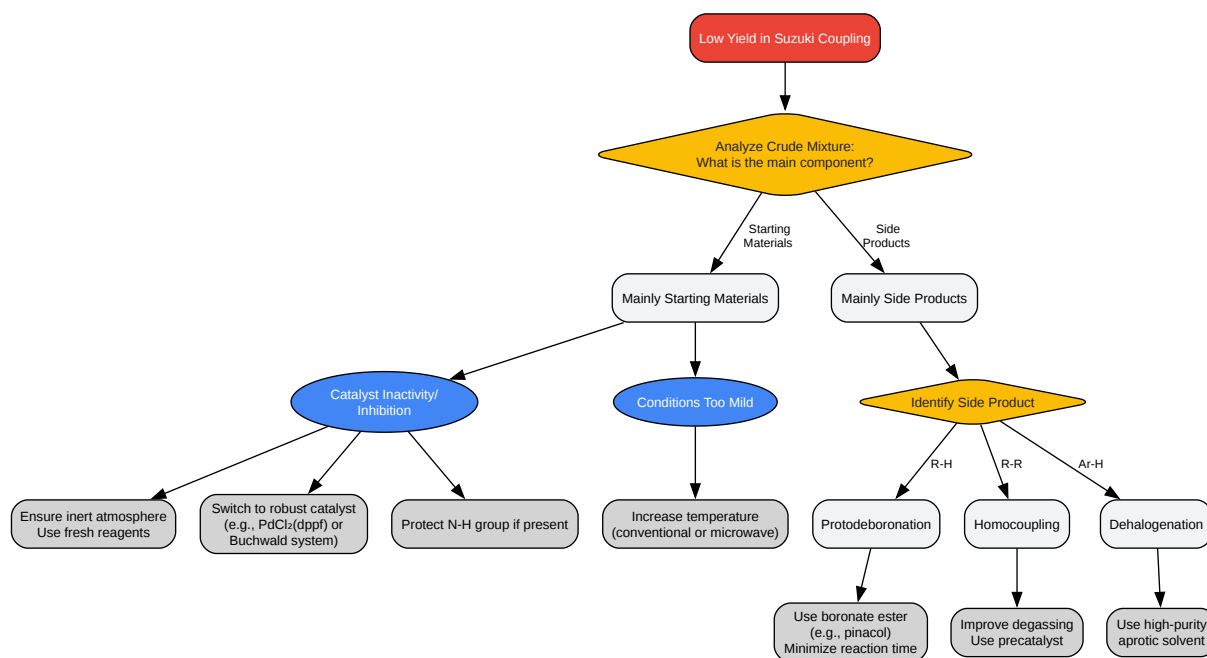 Low Yield in Suzuki Coupling
Analyze Crude Mixture:
What is the main component?
Starting
Materials
Side
Products
Mainly Starting Materials
Mainly Side Products
Catalyst Inactivity/
Inhibition
Conditions Too Mild
Identify Side Product
R-H
R-R
Ar-H
Ensure inert atmosphere
Use fresh reagents
Switch to robust catalyst
(e.g., PdCl₂(dppf) or
Buchwald system)
Protect N-H group if present
Increase temperature
(conventional or microwave)
Protodeboronation
Homocoupling
Dehalogenation
Use boronate ester
(e.g., pinacol)
Minimize reaction time
Improve degassing
Use precatalyst
Use high-purity
aprotic solvent